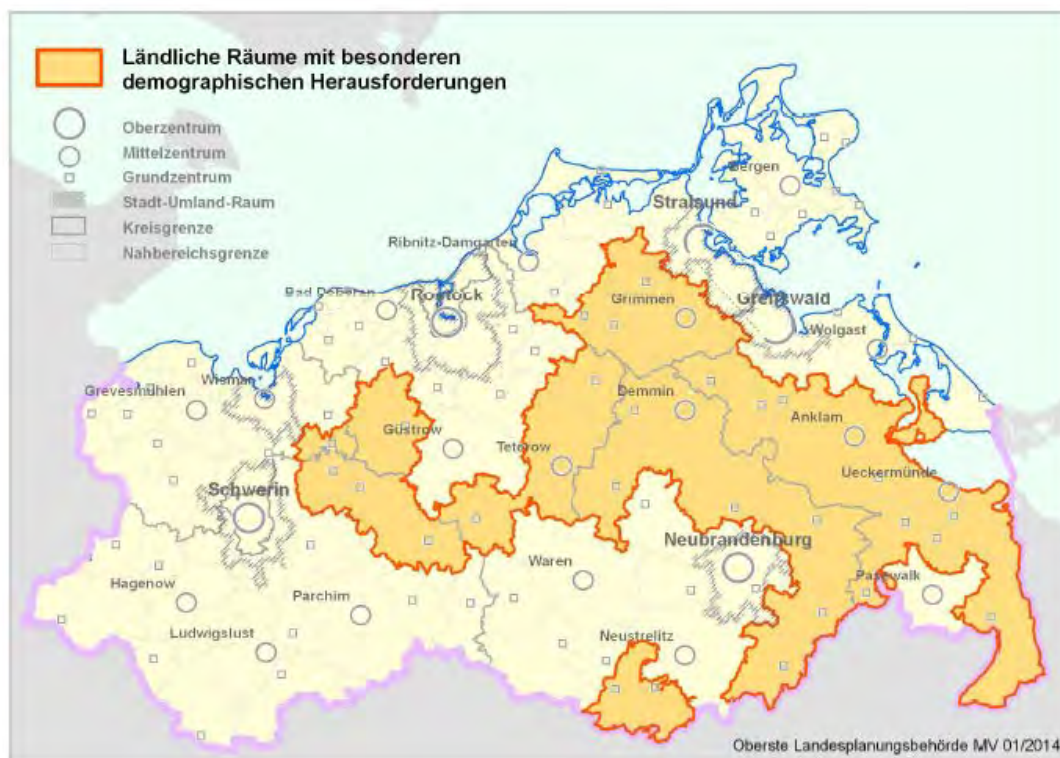 Ländliche Räume mit besonderen
demographischen Herausforderungen
Oberzentrum
Mittelzentrum
Grundzentrum
Stadt-Umland-Raum
Kreisgrenze
Nahbereichsgrenze
Bergen
Stralsund
Ribnitz-Damgarten
Bad Doberan
Rostock
Grimmen
Greifswald
Wolgast
Wismar
Grevesmühlen
Demmin
Anklam
Güstrow
Teterow
Ueckermünde
Schwerin
Neubrandenburg
Waren
Pasewalk
Hagenow
Parchim
Ludwigslust
Neustrelitz
Oberste Landesplanungsbehörde MV 01/2014